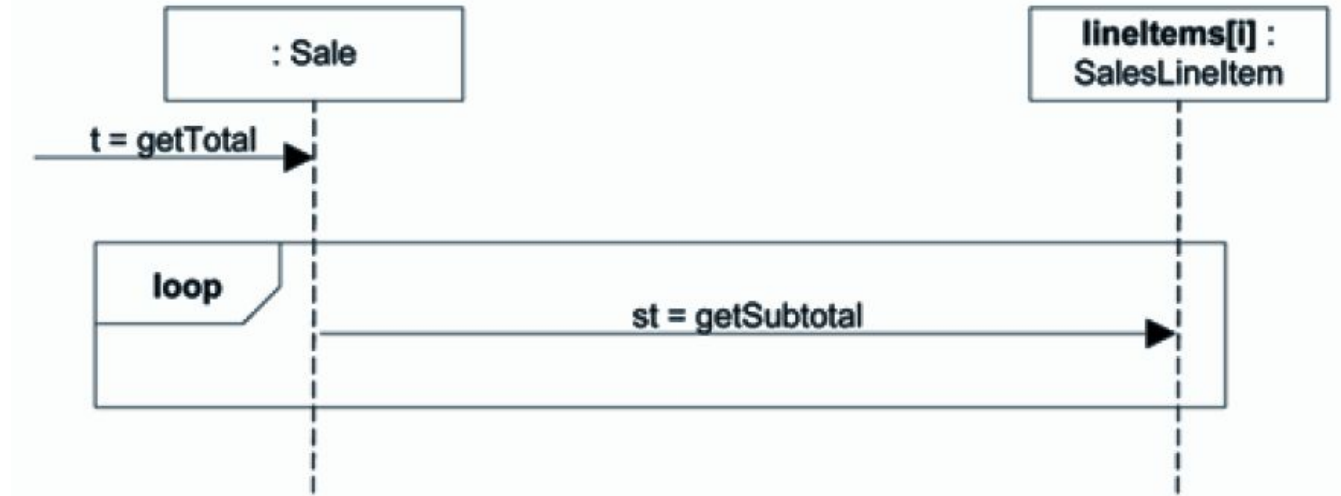 : Sale
lineItems[i] :
SalesLineItem
t = getTotal
loop
st = getSubtotal